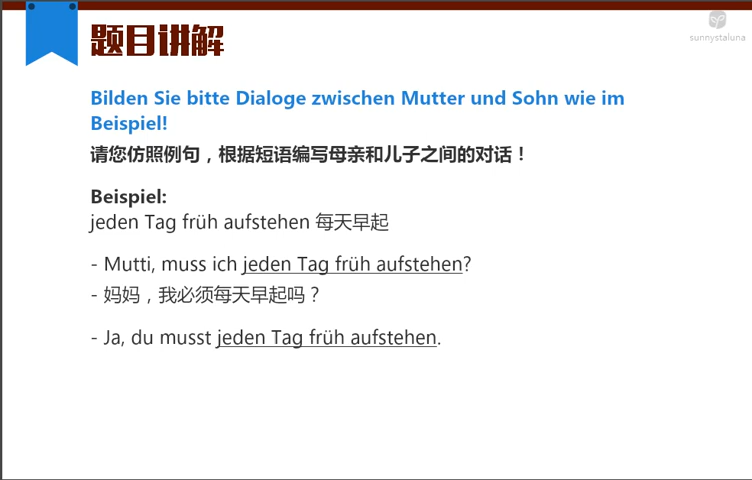 题目讲解
sunnystaluna
Bilden Sie bitte Dialoge zwischen Mutter und Sohn wie im
Beispiel!
请您仿照例句，根据短语编写母亲和儿子之间的对话！
Beispiel:
jeden Tag früh aufstehen 每天早起
- Mutti, muss ich jeden Tag früh aufstehen?
- 妈妈，我必须每天早起吗？
- Ja, du musst jeden Tag früh aufstehen.